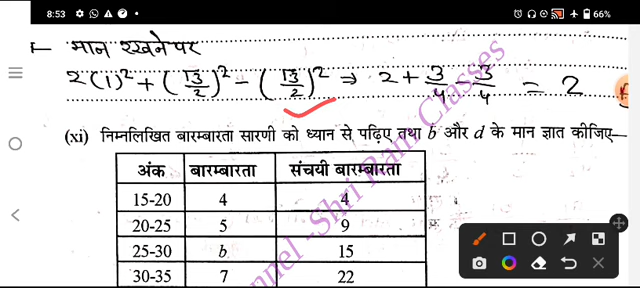 8:53 66%
मान रखने पर
2(1)² + (√3/2)² - (√3/2)² ⇒ 2 + 3/4 - 3/4 = 2
(xi) निम्नलिखित बारम्बारता सारणी को ध्यान से पढ़िए तथा b और d के मान ज्ञात कीजिए—
अंक बारम्बारता संचयी बारम्बारता
15-20 4 4
20-25 5 9
25-30 b 15
30-35 7 22
nnel -Shri Ram Classes